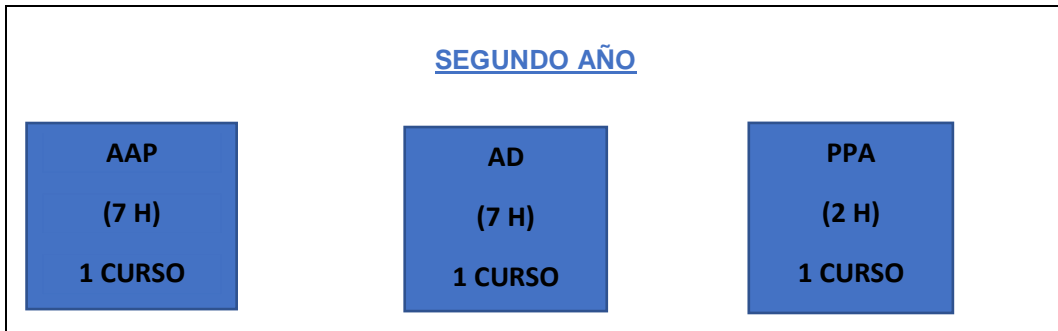 SEGUNDO AÑO
AAP
(7 H)
1 CURSO
AD
(7 H)
1 CURSO
PPA
(2 H)
1 CURSO